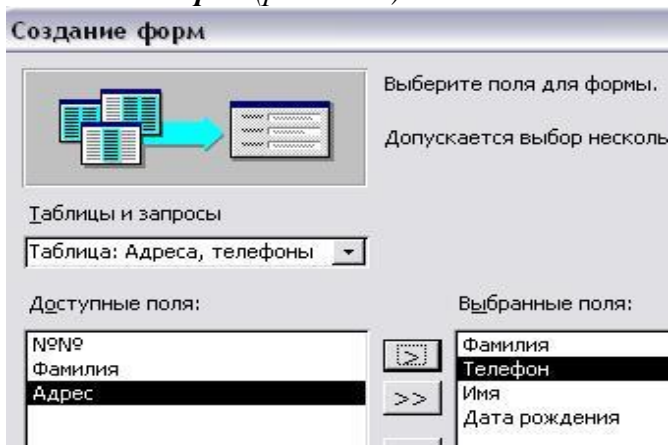 Создание форм
Выберите поля для формы.
Допускается выбор несколь
Таблицы и запросы
Таблица: Адреса, телефоны
Доступные поля:
Выбранные поля:
№№
Фамилия
Адрес
>
>>
Фамилия
Телефон
Имя
Дата рождения